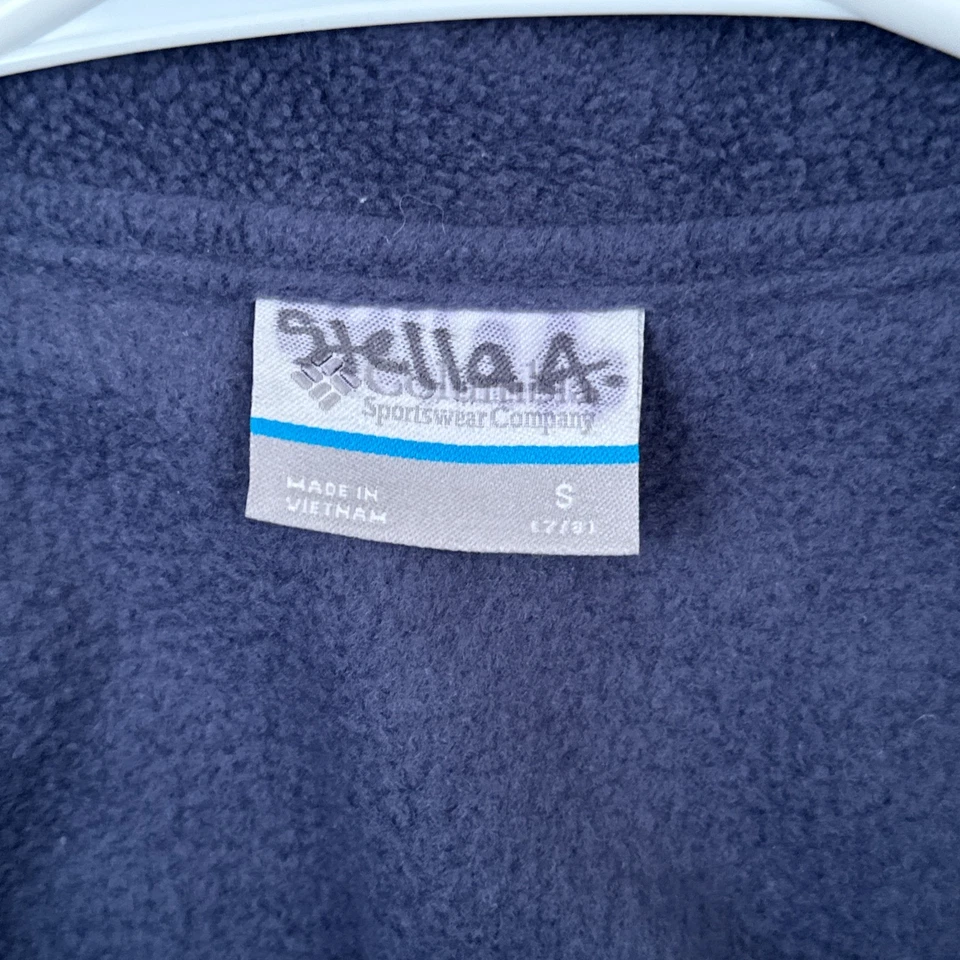 Stella A.
Columbia
Sportswear Company
MADE IN
VIETNAM
S
(7/8)